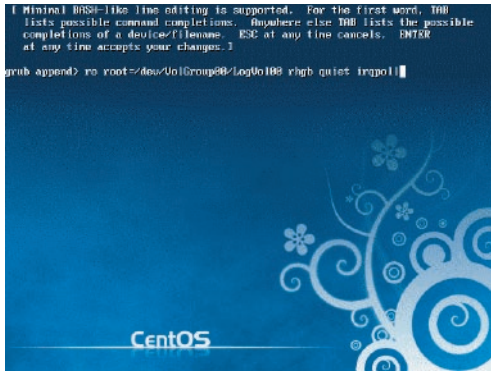 [ Minimal BASH-like line editing is supported.  For the first word, TAB
lists possible command completions.  Anywhere else TAB lists the possible
completions of a device/filename.  ESC at any time cancels.  ENTER
at any time accepts your changes.]
grub append> ro root=/dev/VolGroup00/LogVol00 rhgb quiet irqpoll
CentOS